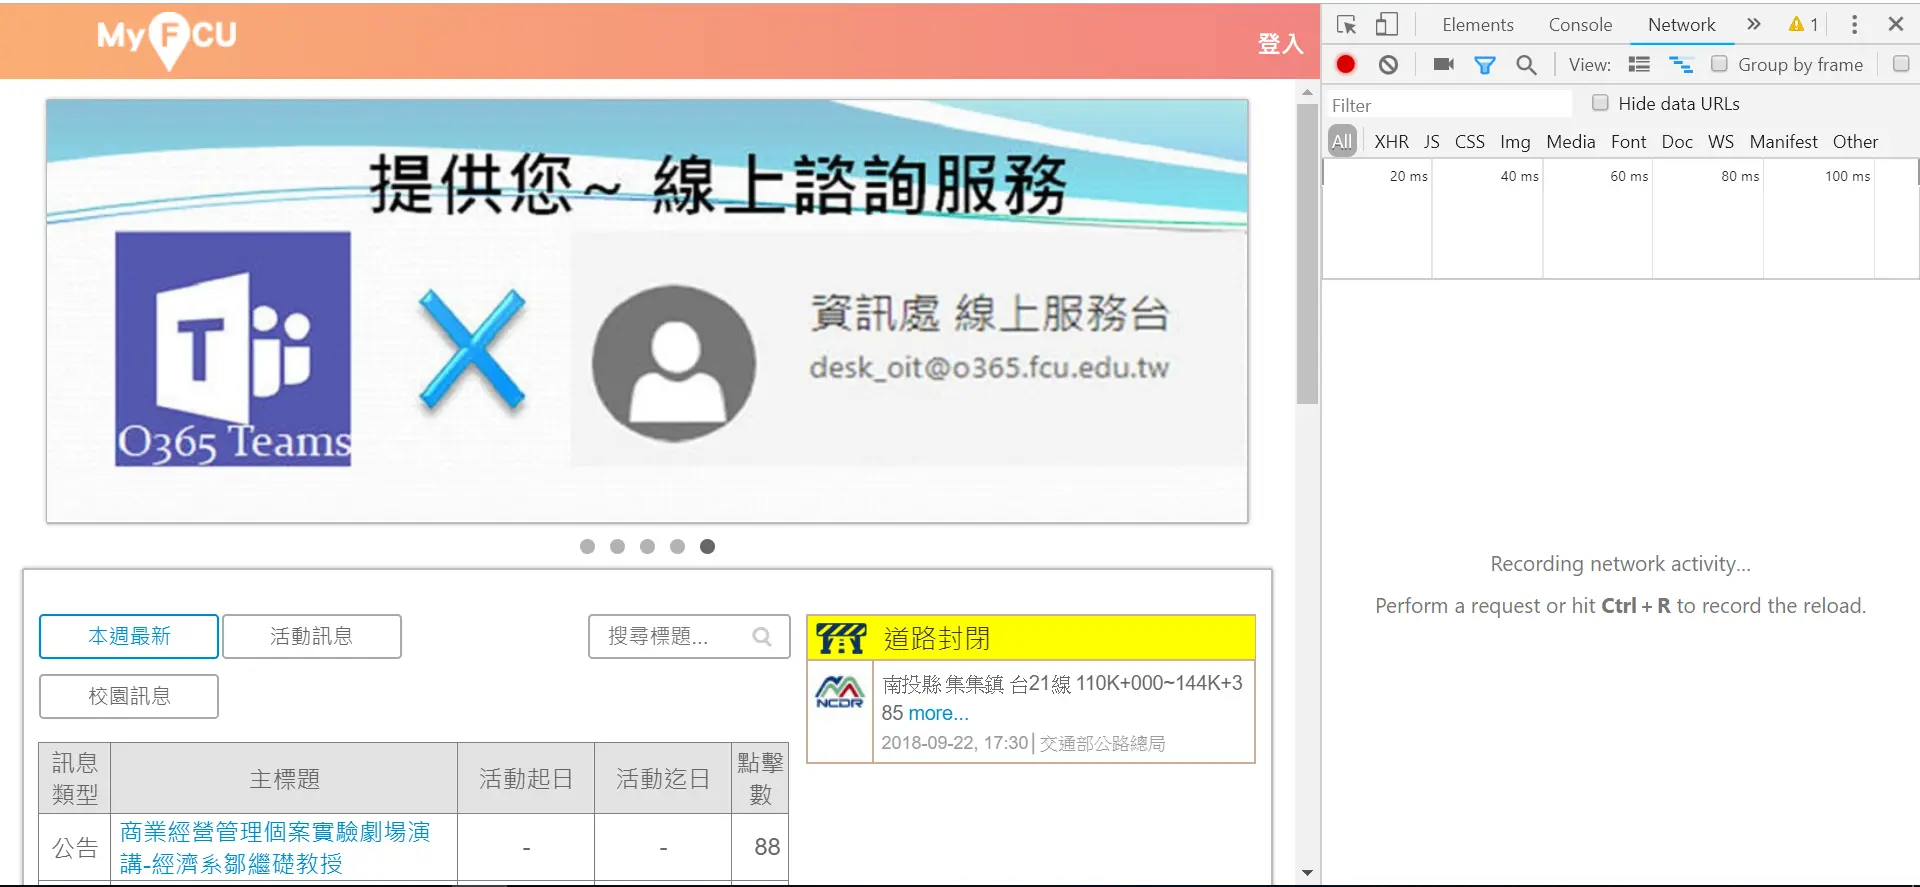 MyFCU
登入
提供您~ 線上諮詢服務
T
O365 Teams
資訊處 線上服務台
desk_oit@o365.fcu.edu.tw
本週最新
活動訊息
搜尋標題...
校園訊息
訊息類型
主標題
活動起日
活動迄日
點擊數
公告
商業經營管理個案實驗劇場演
講-經濟系鄒繼礎教授
-
-
88
道路封閉
NCDR
南投縣 集集鎮 台21線 110K+000~144K+3
85 more...
2018-09-22, 17:30│交通部公路總局
Elements
Console
Network
»
1
View:
Group by frame
Filter
Hide data URLs
All
XHR
JS
CSS
Img
Media
Font
Doc
WS
Manifest
Other
20 ms
40 ms
60 ms
80 ms
100 ms
Recording network activity...
Perform a request or hit Ctrl + R to record the reload.